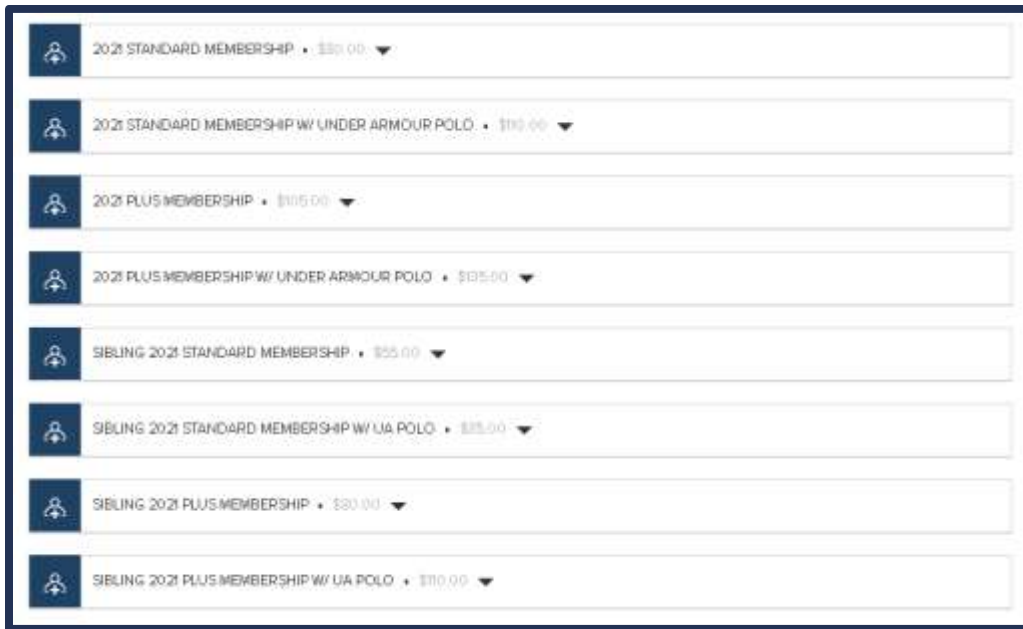 2021 STANDARD MEMBERSHIP •
2021 STANDARD MEMBERSHIP W/ UNDER ARMOUR POLO • $110.00
2021 PLUS MEMBERSHIP • $105.00
2021 PLUS MEMBERSHIP W/ UNDER ARMOUR POLO • $135.00
SIBLING 2021 STANDARD MEMBERSHIP • $55.00
SIBLING 2021 STANDARD MEMBERSHIP W/ UA POLO •
SIBLING 2021 PLUS MEMBERSHIP •
SIBLING 2021 PLUS MEMBERSHIP W/ UA POLO • $110.00